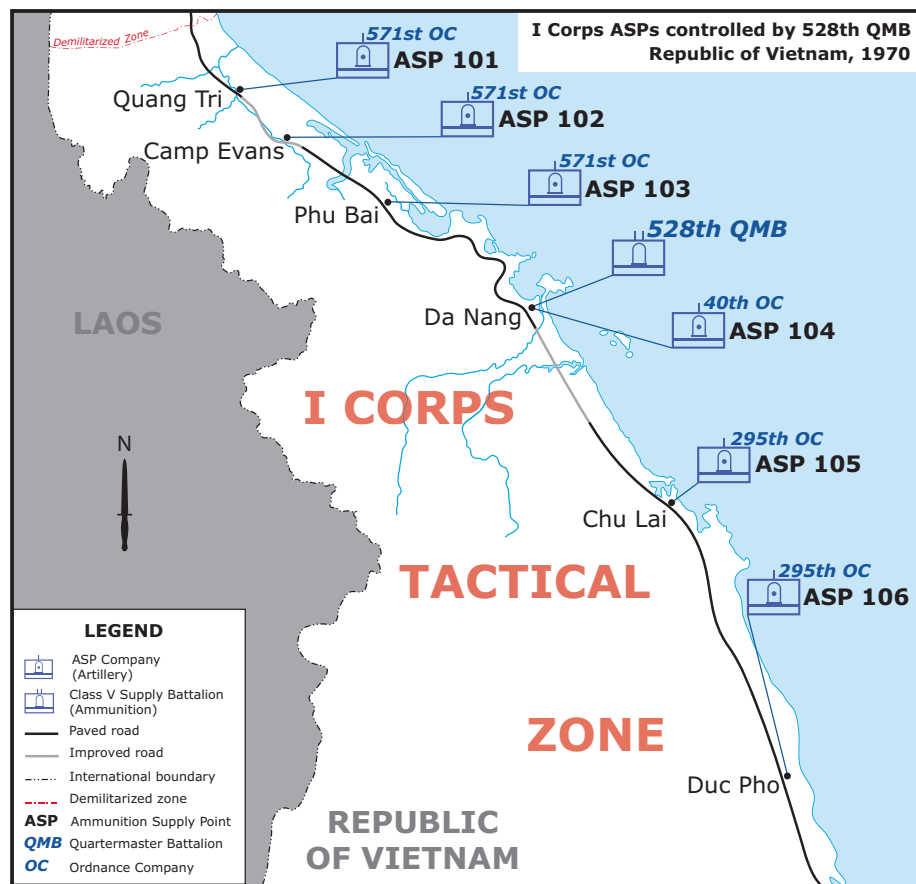 I Corps ASPs controlled by 528th QMB
Republic of Vietnam, 1970
Demilitarized Zone
571st OC
ASP 101
Quang Tri
571st OC
ASP 102
Camp Evans
571st OC
ASP 103
Phu Bai
528th QMB
LAOS
Da Nang
40th OC
ASP 104
I CORPS
N
295th OC
ASP 105
Chu Lai
TACTICAL
295th OC
ASP 106
ZONE
Duc Pho
REPUBLIC
OF VIETNAM
LEGEND
ASP Company
(Artillery)
Class V Supply Battalion
(Ammunition)
Paved road
Improved road
International boundary
Demilitarized zone
ASP Ammunition Supply Point
QMB Quartermaster Battalion
OC Ordnance Company